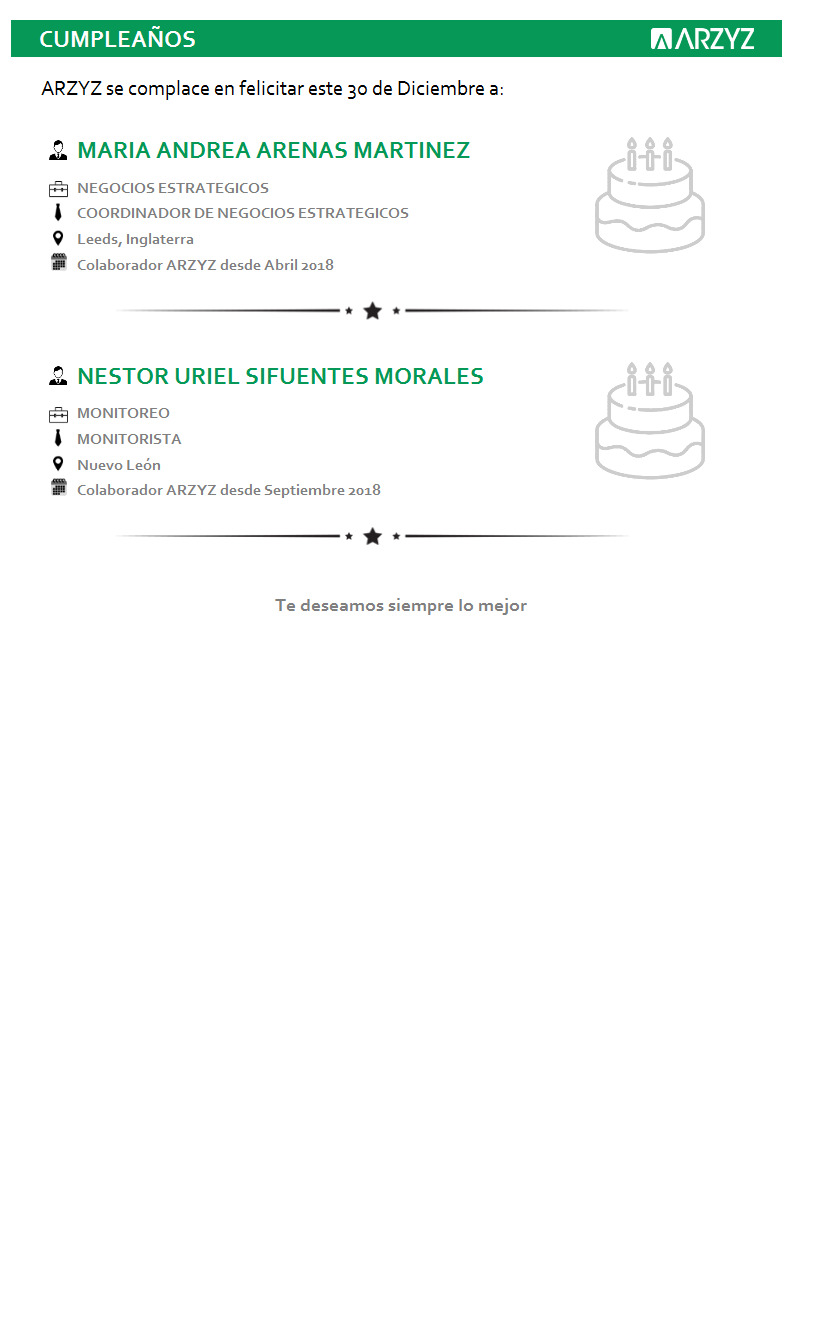 CUMPLEAÑOS
ARZYZ
ARZYZ se complace en felicitar este 30 de Diciembre a:
MARIA ANDREA ARENAS MARTINEZ
NEGOCIOS ESTRATEGICOS
COORDINADOR DE NEGOCIOS ESTRATEGICOS
Leeds, Inglaterra
Colaborador ARZYZ desde Abril 2018
NESTOR URIEL SIFUENTES MORALES
MONITOREO
MONITORISTA
Nuevo León
Colaborador ARZYZ desde Septiembre 2018
Te deseamos siempre lo mejor